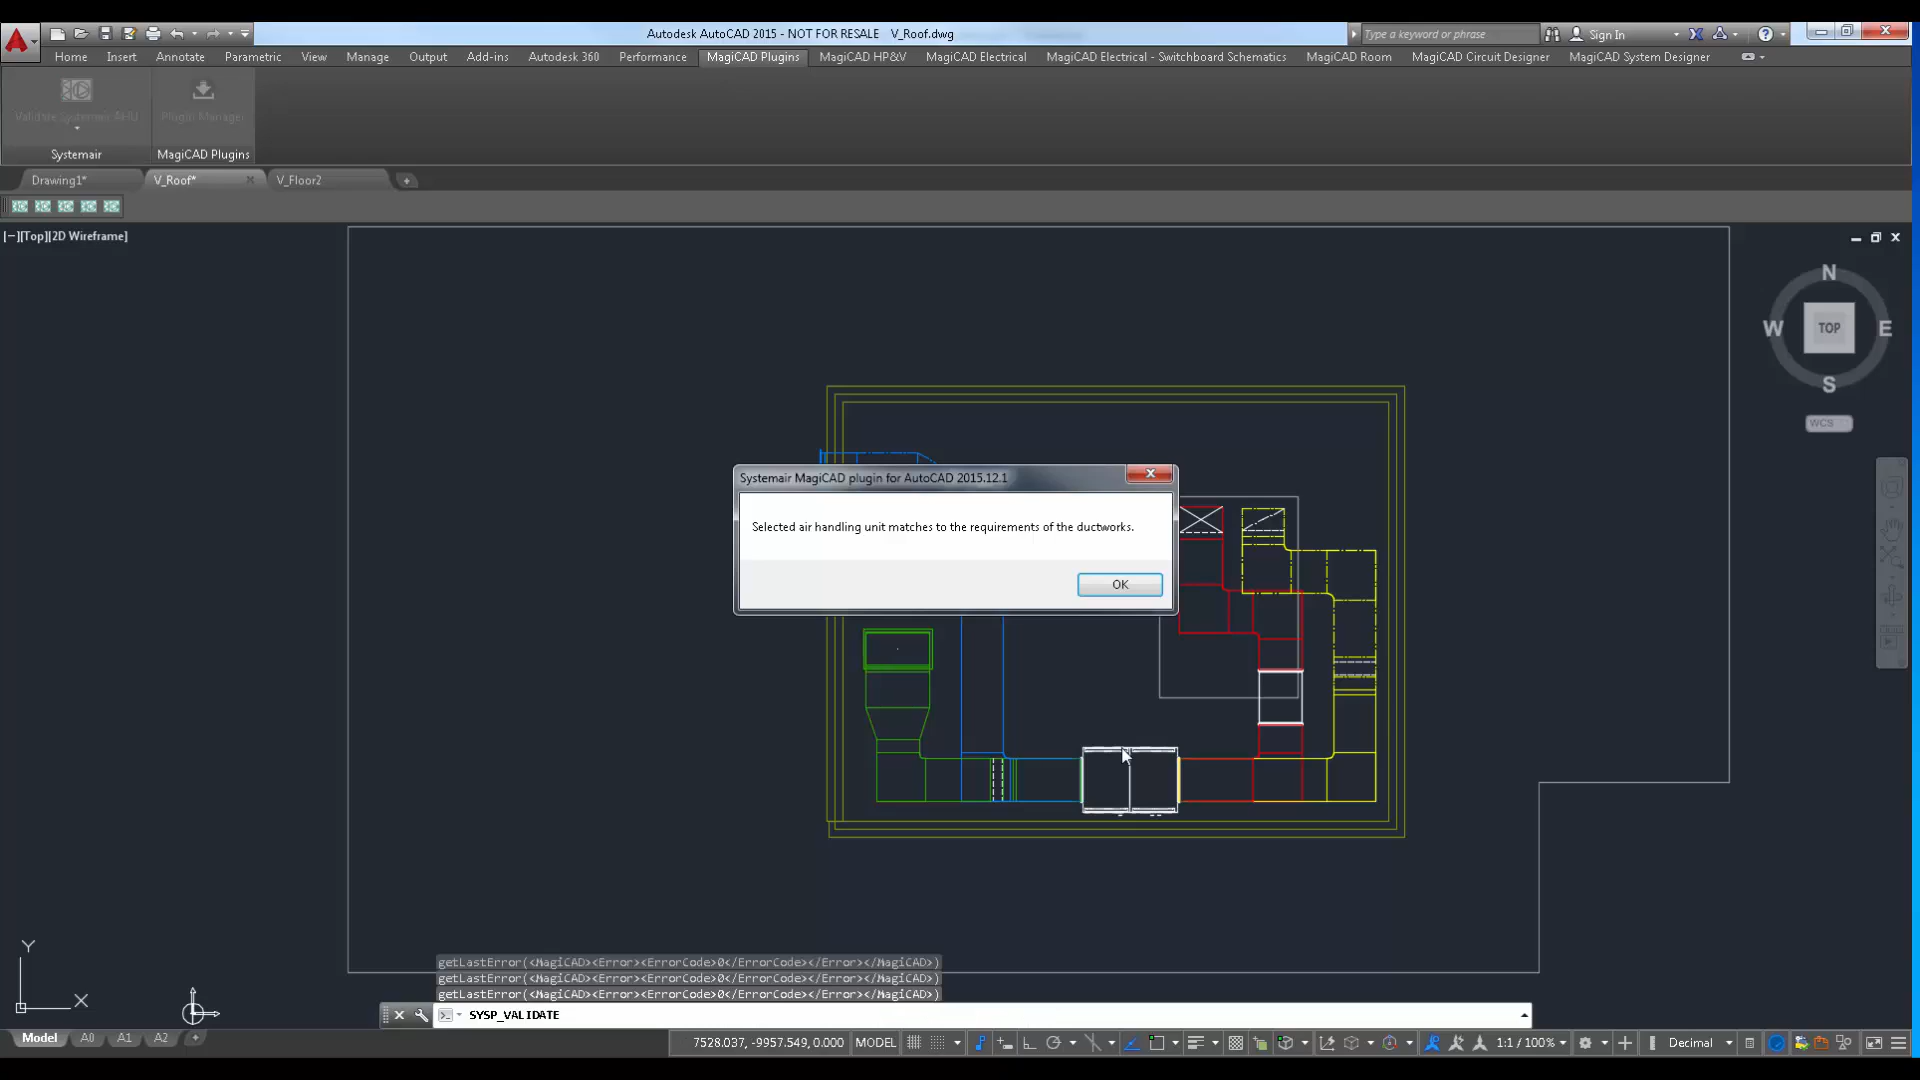 Autodesk AutoCAD 2015 - NOT FOR RESALE V_Roof.dwg
Type a keyword or phrase
Sign In
Home Insert Annotate Parametric View Manage Output Add-ins Autodesk 360 Performance MagiCAD Plugins MagiCAD HP&V MagiCAD Electrical MagiCAD Electrical - Switchboard Schematics MagiCAD Room MagiCAD Circuit Designer MagiCAD System Designer
Validate Systemair AHU Plugin Manager
Systemair MagiCAD Plugins
Drawing1* V_Roof* V_Floor2
[−][Top][2D Wireframe]
N
W TOP E
S
WCS
Systemair MagiCAD plugin for AutoCAD 2015.12.1
Selected air handling unit matches to the requirements of the ductworks.
OK
Y
X
getLastError(<MagiCAD><Error><ErrorCode>0</ErrorCode></Error></MagiCAD>)
getLastError(<MagiCAD><Error><ErrorCode>0</ErrorCode></Error></MagiCAD>)
getLastError(<MagiCAD><Error><ErrorCode>0</ErrorCode></Error></MagiCAD>)
SYSP_VALIDATE
Model A0 A1 A2
7528.037, -9957.549, 0.000 MODEL 1:1 / 100% Decimal